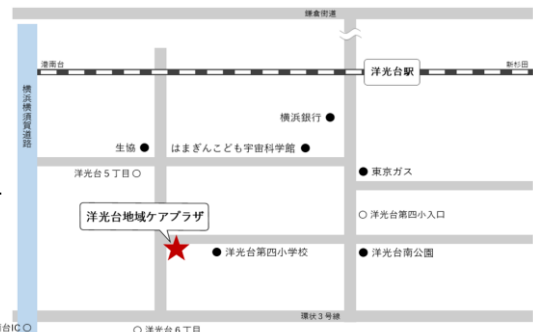 鎌倉街道
港南台
洋光台駅
新杉田
横浜横須賀道路
横浜銀行
生協
はまぎんこども宇宙科学館
洋光台5丁目
東京ガス
洋光台地域ケアプラザ
洋光台第四小入口
洋光台第四小学校
洋光台南公園
環状3号線
台IC
洋光台6丁目